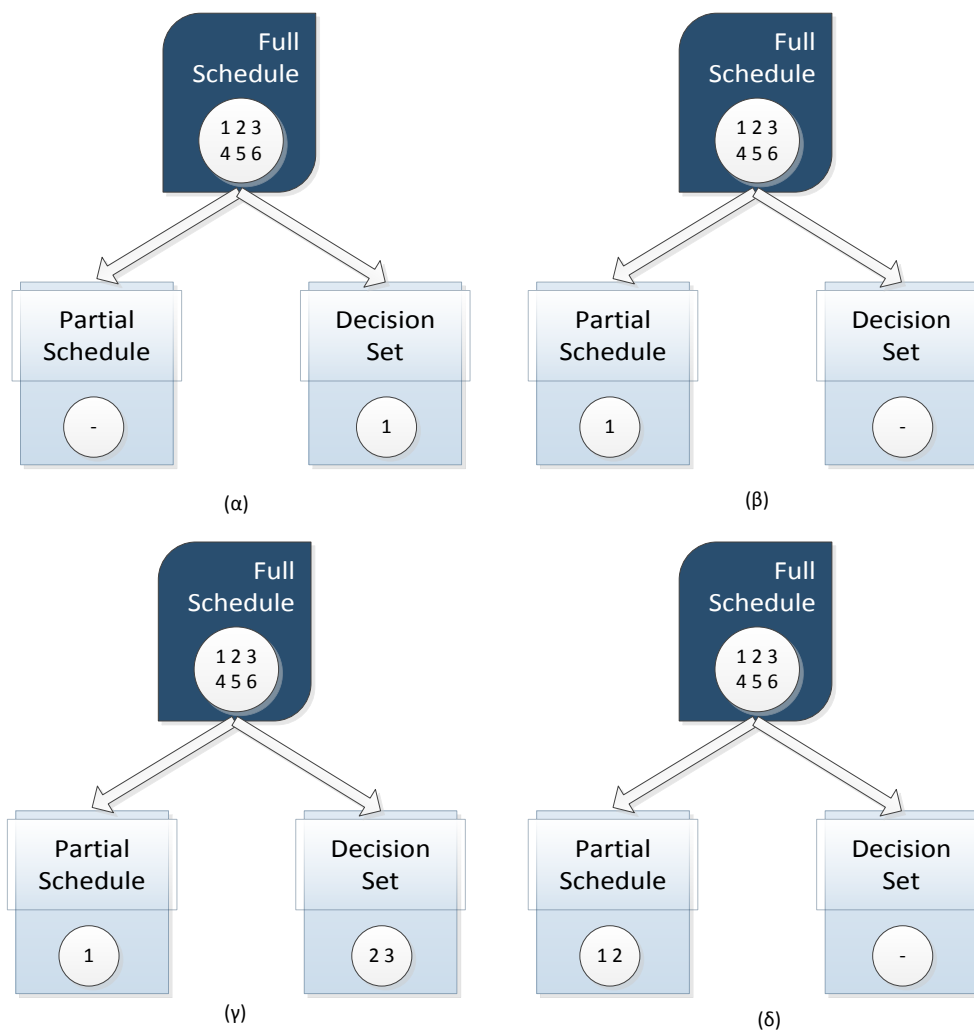 Full
Schedule
1 2 3
4 5 6
Partial
Schedule
-
Decision
Set
1
(α)
Full
Schedule
1 2 3
4 5 6
Partial
Schedule
1
Decision
Set
-
(β)
Full
Schedule
1 2 3
4 5 6
Partial
Schedule
1
Decision
Set
2 3
(γ)
Full
Schedule
1 2 3
4 5 6
Partial
Schedule
1 2
Decision
Set
-
(δ)